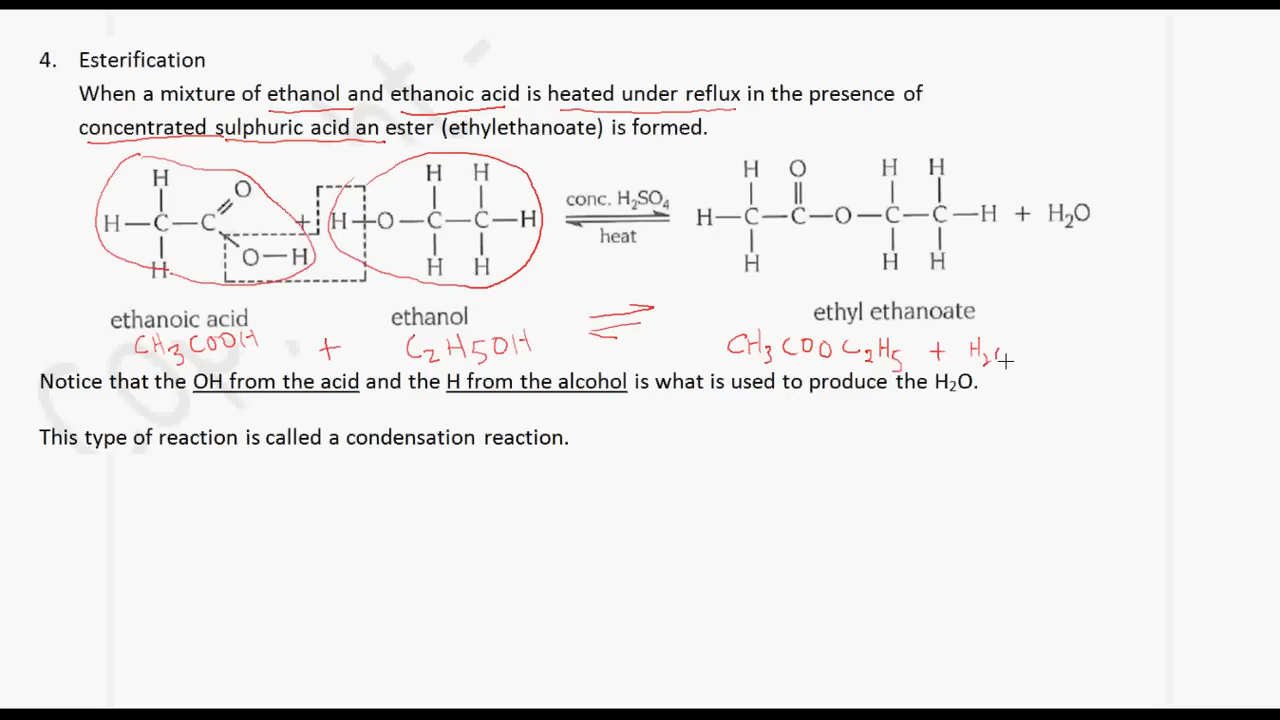 4. Esterification
When a mixture of ethanol and ethanoic acid is heated under reflux in the presence of
concentrated sulphuric acid an ester (ethylethanoate) is formed.
H H H H O H H
O
H—C—C + H—O—C—C—H conc. H₂SO₄ H—C—C—O—C—C—H + H₂O
heat
O—H
H H H H H H
ethanoic acid ethanol ethyl ethanoate
CH₃COOH + C₂H5OH ⇌ CH₃COOC₂H₅ + H₂
Notice that the OH from the acid and the H from the alcohol is what is used to produce the H₂O.
This type of reaction is called a condensation reaction.